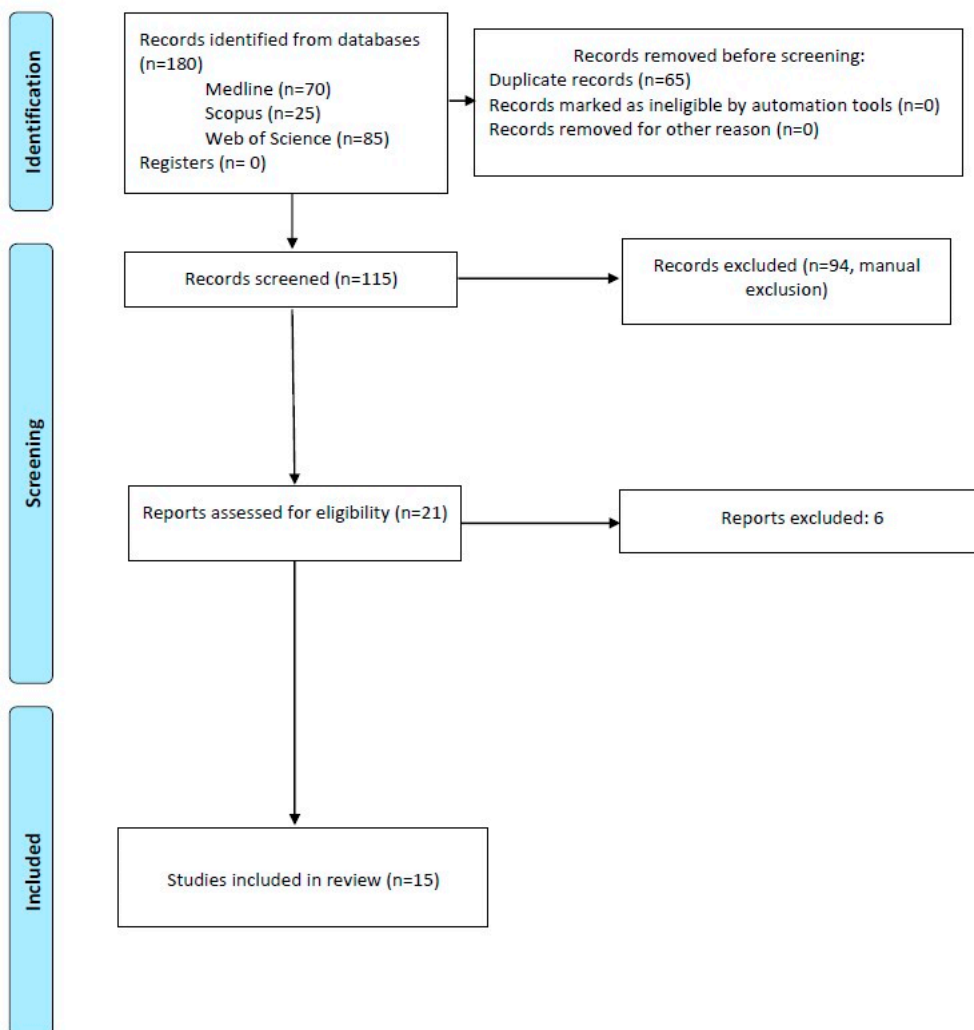 Identification
Records identified from databases
(n=180)
Medline (n=70)
Scopus (n=25)
Web of Science (n=85)
Registers (n= 0)
Records removed before screening:
Duplicate records (n=65)
Records marked as ineligible by automation tools (n=0)
Records removed for other reason (n=0)
Screening
Records screened (n=115)
Records excluded (n=94, manual
exclusion)
Reports assessed for eligibility (n=21)
Reports excluded: 6
Included
Studies included in review (n=15)